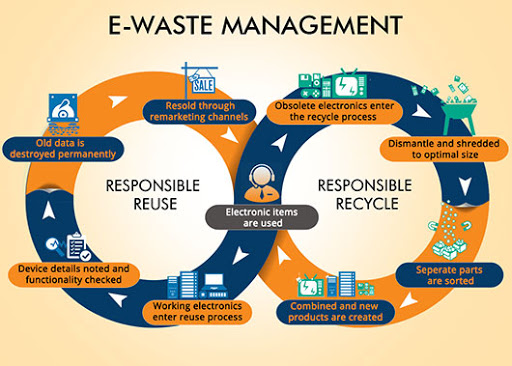 E-WASTE MANAGEMENT
SALE
Resold through
remarketing channels
Obsolete electronics enter
the recycle process
Old data is
destroyed permanently
Dismantle and shredded
to optimal size
RESPONSIBLE
REUSE
RESPONSIBLE
RECYCLE
Electronic items
are used
Device details noted and
functionality checked
Seperate parts
are sorted
Working electronics
enter reuse process
Combined and new
products are created